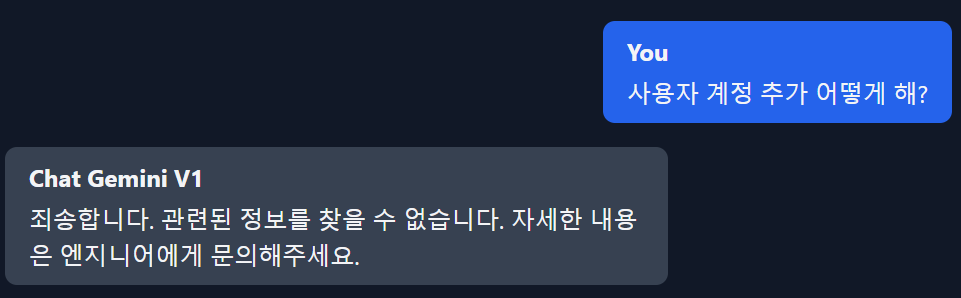 You
사용자 계정 추가 어떻게 해?
Chat Gemini V1
죄송합니다. 관련된 정보를 찾을 수 없습니다. 자세한 내용
은 엔지니어에게 문의해주세요.